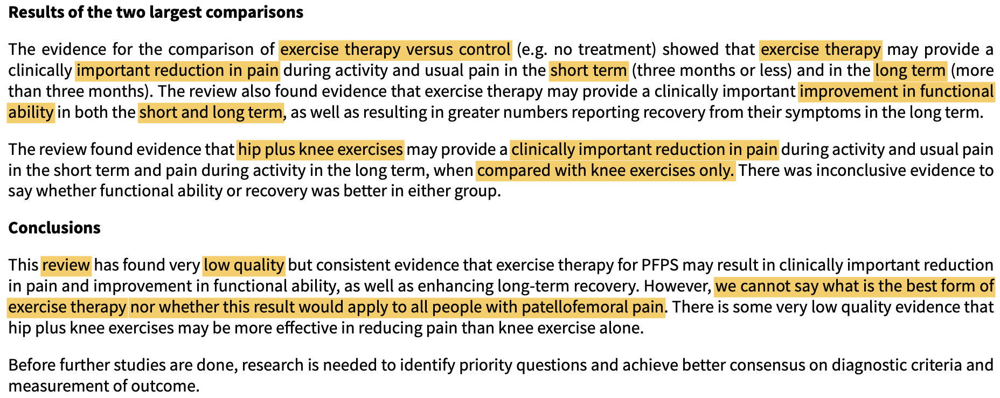 Results of the two largest comparisons
The evidence for the comparison of exercise therapy versus control (e.g. no treatment) showed that exercise therapy may provide a
clinically important reduction in pain during activity and usual pain in the short term (three months or less) and in the long term (more
than three months). The review also found evidence that exercise therapy may provide a clinically important improvement in functional
ability in both the short and long term, as well as resulting in greater numbers reporting recovery from their symptoms in the long term.
The review found evidence that hip plus knee exercises may provide a clinically important reduction in pain during activity and usual pain
in the short term and pain during activity in the long term, when compared with knee exercises only. There was inconclusive evidence to
say whether functional ability or recovery was better in either group.
Conclusions
This review has found very low quality but consistent evidence that exercise therapy for PFPS may result in clinically important reduction
in pain and improvement in functional ability, as well as enhancing long-term recovery. However, we cannot say what is the best form of
exercise therapy nor whether this result would apply to all people with patellofemoral pain. There is some very low quality evidence that
hip plus knee exercises may be more effective in reducing pain than knee exercise alone.
Before further studies are done, research is needed to identify priority questions and achieve better consensus on diagnostic criteria and
measurement of outcome.